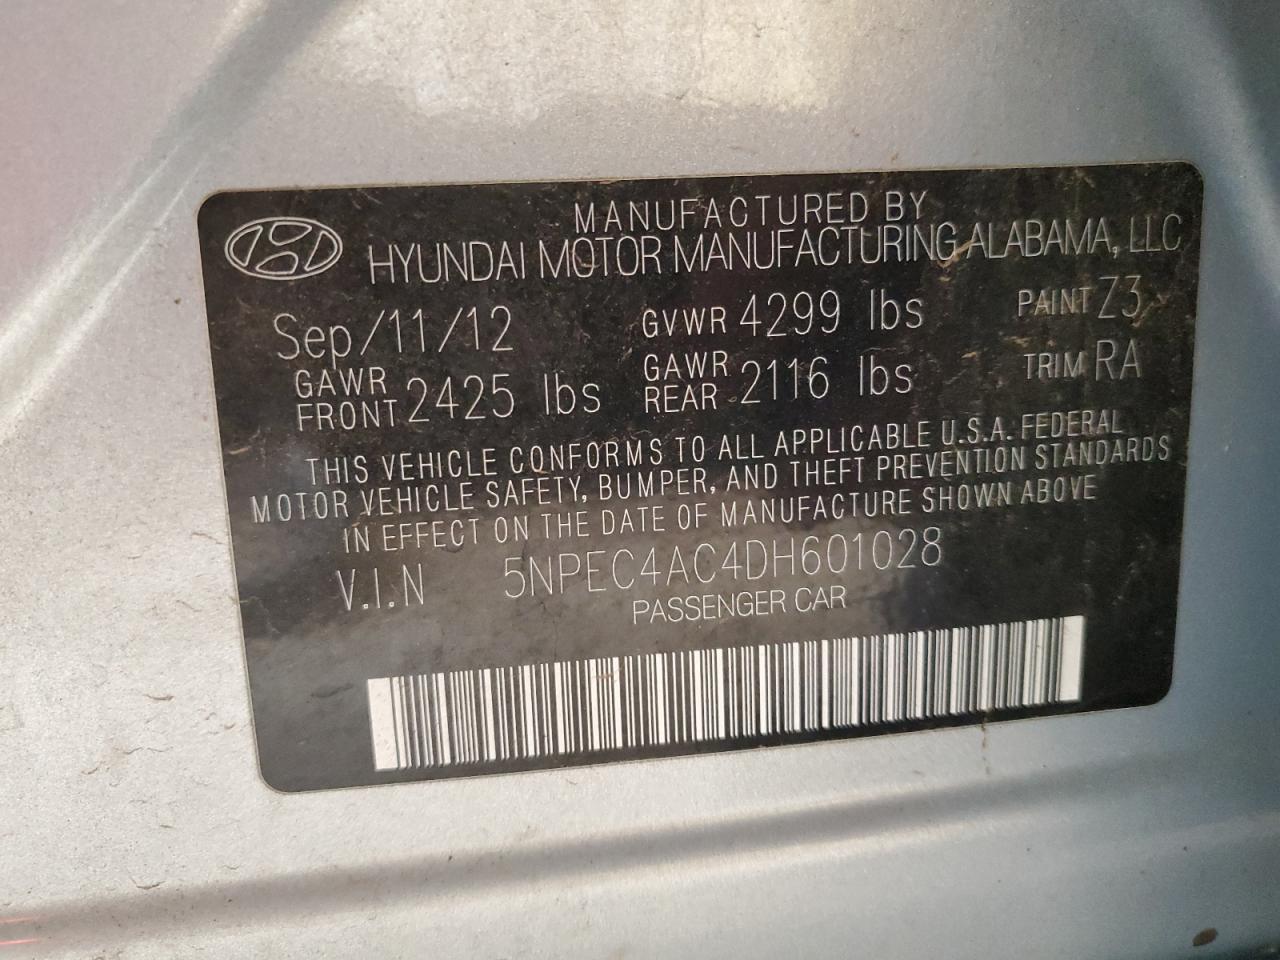 MANUFACTURED BY
HYUNDAI MOTOR MANUFACTURING ALABAMA, LLC
Sep/11/12 GVWR 4299 lbs PAINT Z3
GAWR FRONT 2425 lbs GAWR REAR 2116 lbs TRIM RA
THIS VEHICLE CONFORMS TO ALL APPLICABLE U.S.A. FEDERAL
MOTOR VEHICLE SAFETY, BUMPER, AND THEFT PREVENTION STANDARDS
IN EFFECT ON THE DATE OF MANUFACTURE SHOWN ABOVE
V.I.N 5NPEC4AC4DH601028
PASSENGER CAR